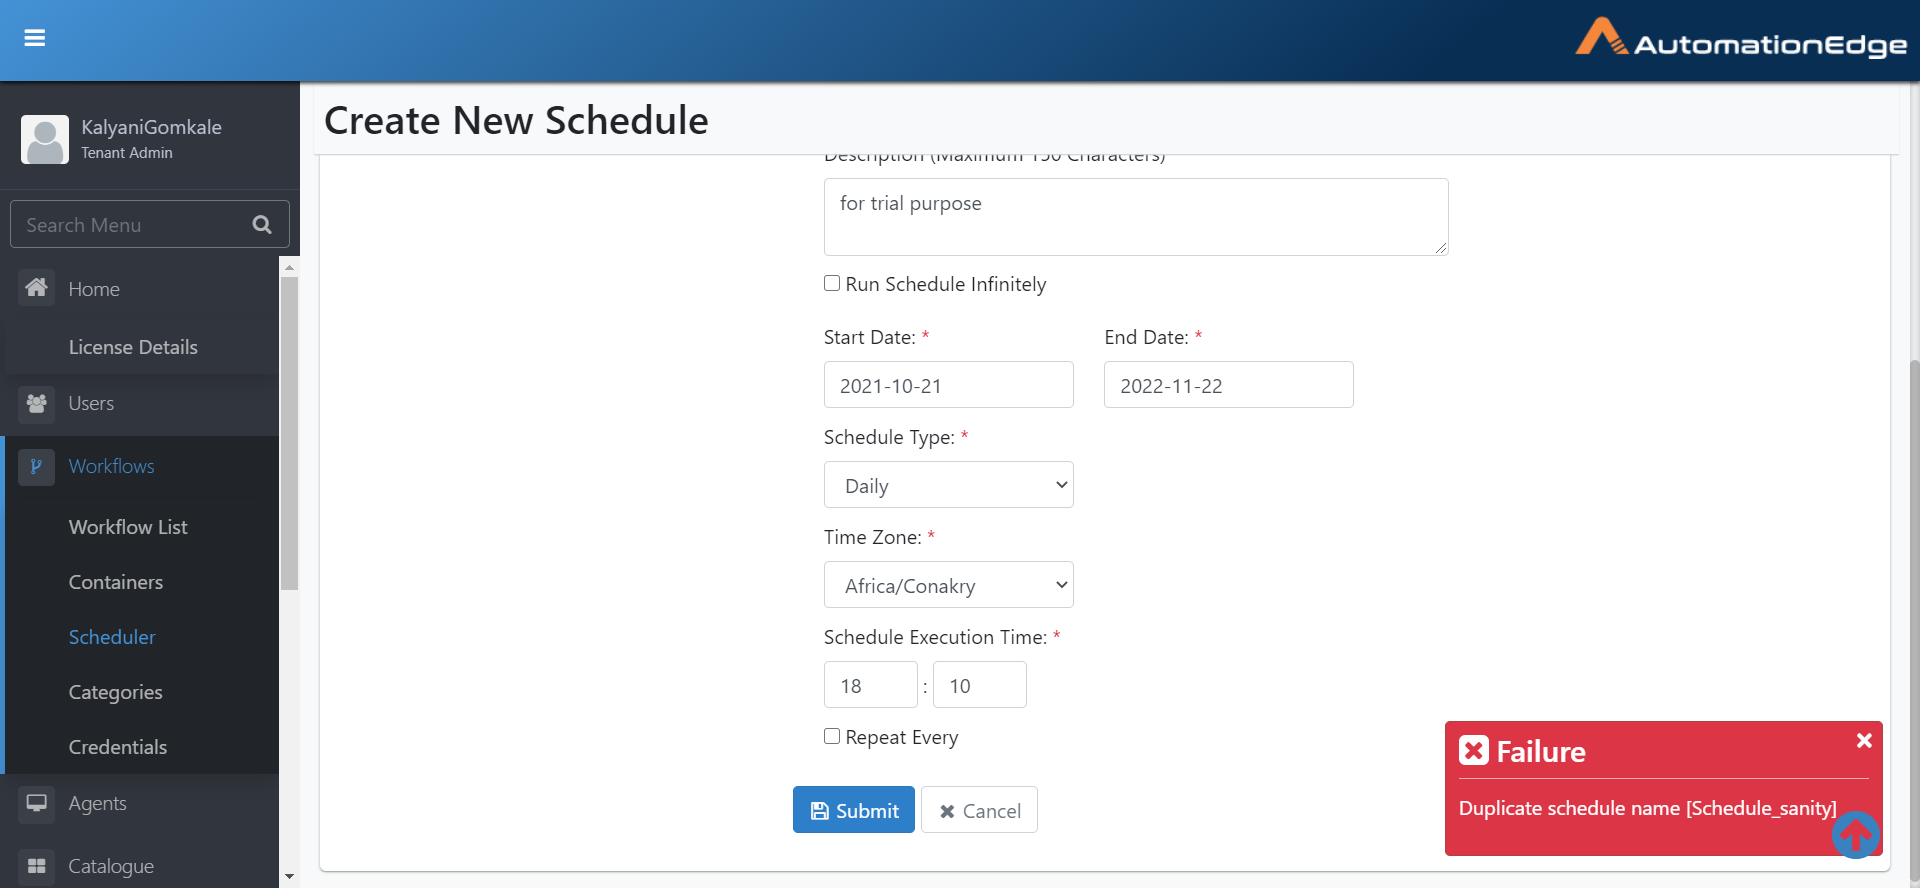 AutomationEdge
KalyaniGomkale
Tenant Admin
Search Menu
Home
License Details
Users
Workflows
Workflow List
Containers
Scheduler
Categories
Credentials
Agents
Catalogue
Create New Schedule
Description (Maximum 150 Characters)
for trial purpose
Run Schedule Infinitely
Start Date: * End Date: *
2021-10-21 2022-11-22
Schedule Type: *
Daily
Time Zone: *
Africa/Conakry
Schedule Execution Time: *
18 : 10
Repeat Every
Submit Cancel
Failure
Duplicate schedule name [Schedule_sanity]